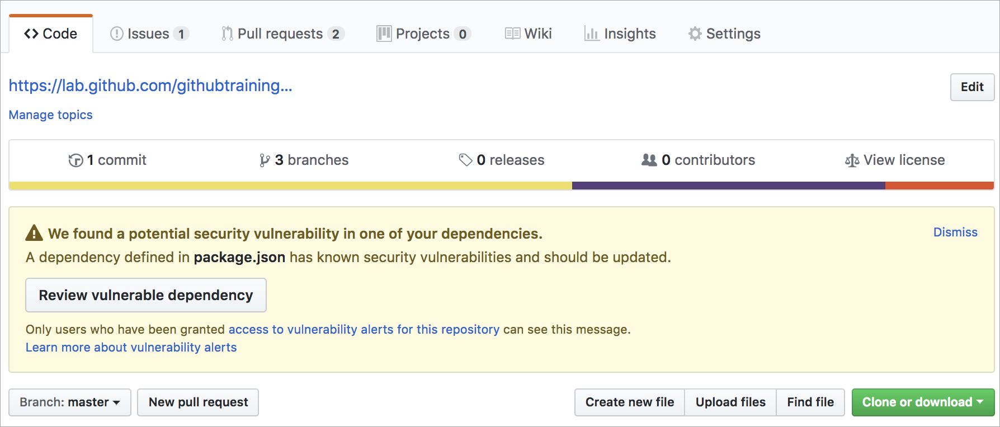 Code Issues 1 Pull requests 2 Projects 0 Wiki Insights Settings
https://lab.github.com/githubtraining...
Edit
Manage topics
1 commit 3 branches 0 releases 0 contributors View license
We found a potential security vulnerability in one of your dependencies.
Dismiss
A dependency defined in package.json has known security vulnerabilities and should be updated.
Review vulnerable dependency
Only users who have been granted access to vulnerability alerts for this repository can see this message.
Learn more about vulnerability alerts
Branch: master New pull request Create new file Upload files Find file Clone or download